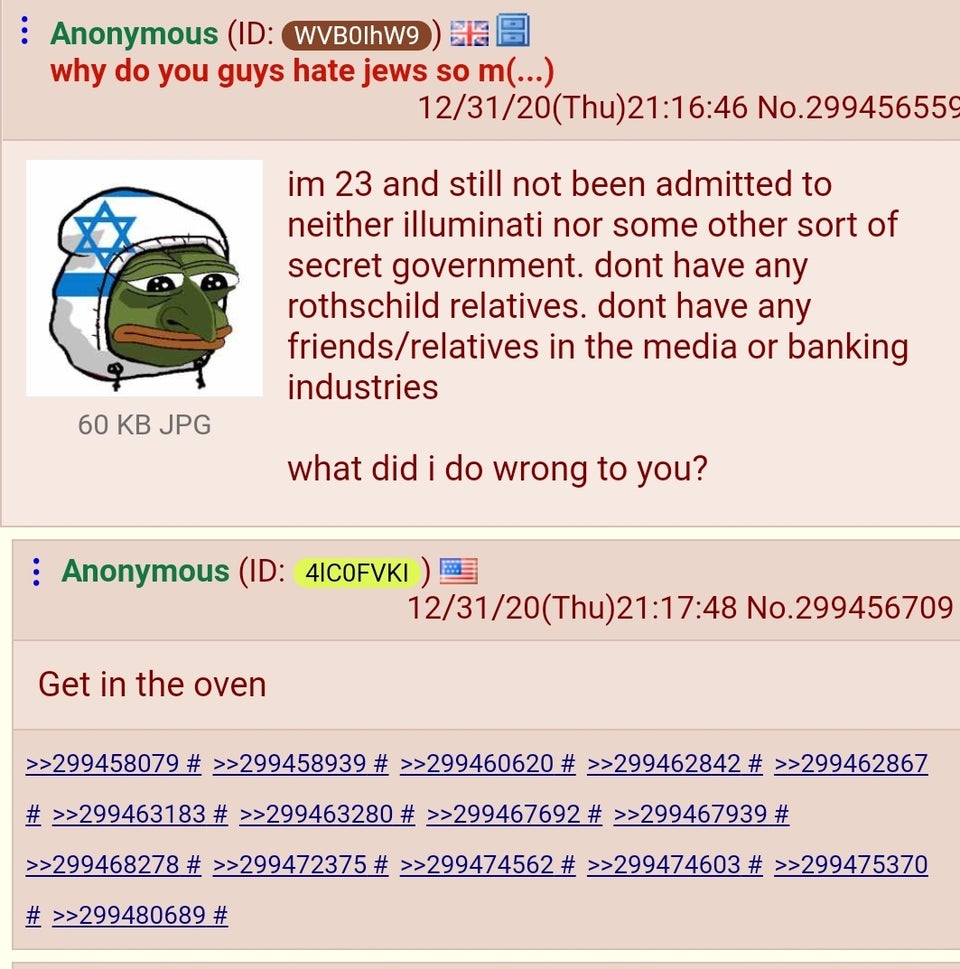 Anonymous (ID: WVB0IhW9)
why do you guys hate jews so m(...)
12/31/20(Thu)21:16:46 No.299456559
im 23 and still not been admitted to
neither illuminati nor some other sort of
secret government. dont have any
rothschild relatives. dont have any
friends/relatives in the media or banking
industries
60 KB JPG
what did i do wrong to you?
Anonymous (ID: 4IC0FVKI)
12/31/20(Thu)21:17:48 No.299456709
Get in the oven
>>299458079 # >>299458939 # >>299460620 # >>299462842 # >>299462867
# >>299463183 # >>299463280 # >>299467692 # >>299467939 #
>>299468278 # >>299472375 # >>299474562 # >>299474603 # >>299475370
# >>299480689 #